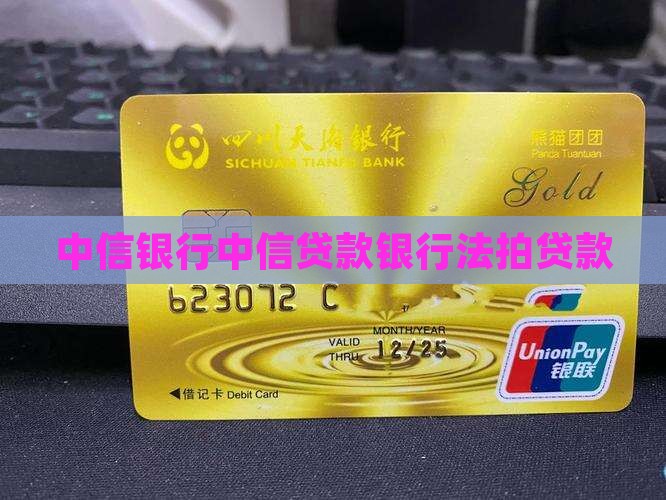 四川天府银行
SICHUAN TIANFU BANK
熊猫团团
Panda Tuantuan
Gold
中信银行中信贷款银行法拍贷款
623072 C
MONTH/YEAR
VALID THRU 12/25
UnionPay
银联
◀借记卡 Debit Card